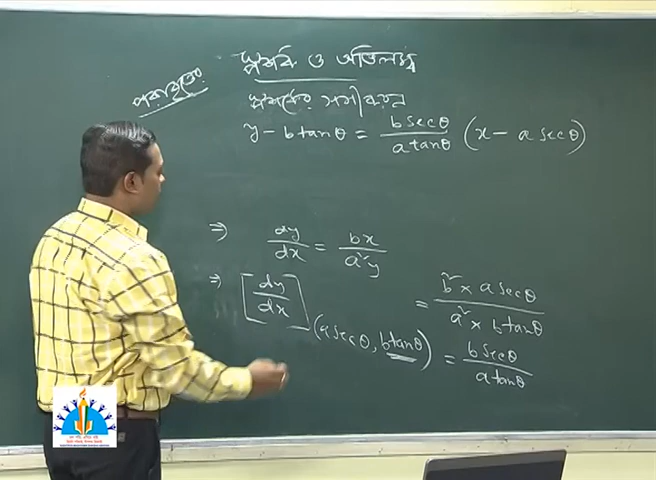 স্পর্শক ও অভিলম্ব
পরাবৃত্তের
স্পর্শকের সমীকরণ
y - b tanθ = b secθ / a tanθ (x - a secθ)
⇒ dy/dx = bx / a²y
⇒ [dy/dx] (a secθ, b tanθ) = b² × a secθ / a² × b tanθ
= b secθ / a tanθ